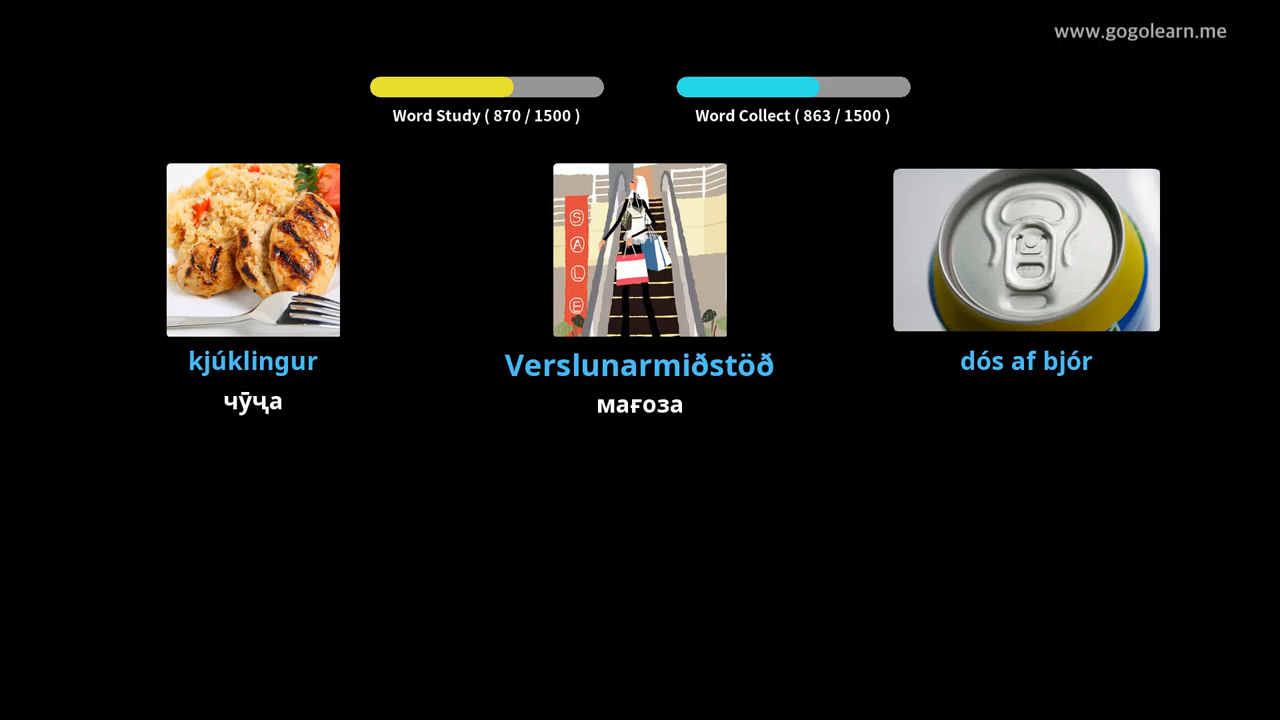 www.gogolearn.me
Word Study ( 870 / 1500 )
Word Collect ( 863 / 1500 )
S
A
L
E
kjúklingur
чӯҷа
Verslunarmiðstöð
мағоза
dós af bjór